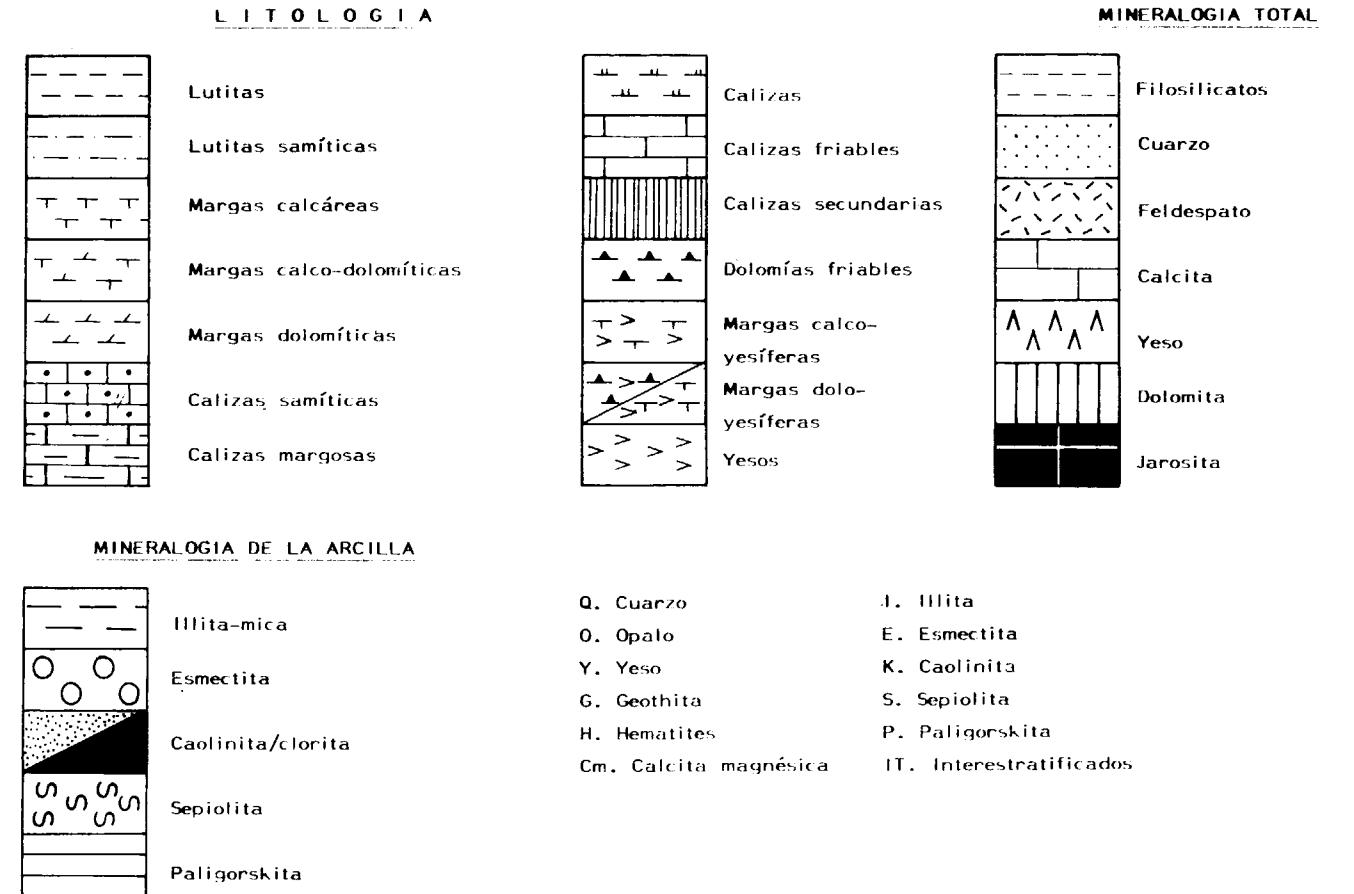 LITOLOGIA
Lutitas
Lutitas samíticas
Margas calcáreas
Margas calco-dolomíticas
Margas dolomíticas
Calizas samíticas
Calizas margosas
Calizas
Calizas friables
Calizas secundarias
Dolomías friables
Margas calco-
yesíferas
Margas dolo-
yesíferas
Yesos
MINERALOGIA TOTAL
Filosilicatos
Cuarzo
Feldespato
Calcita
Yeso
Dolomita
Jarosita
MINERALOGIA DE LA ARCILLA
Illita-mica
Esmectita
Caolinita/clorita
Sepiolita
Paligorskita
Q. Cuarzo
O. Opalo
Y. Yeso
G. Geothita
H. Hematites
Cm. Calcita magnésica
I. Illita
E. Esmectita
K. Caolinita
S. Sepiolita
P. Paligorskita
IT. Interestratificados